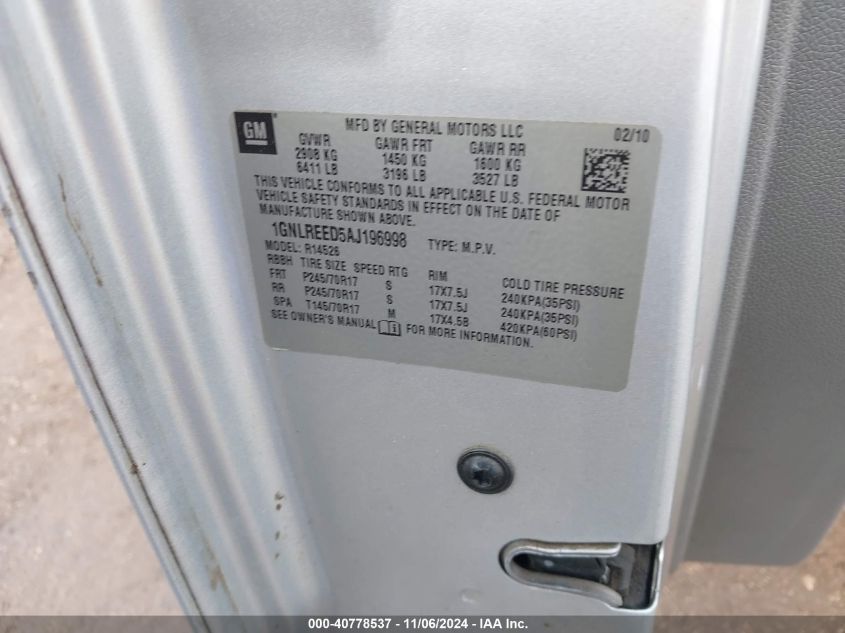 GM
MFD BY GENERAL MOTORS LLC 02/10
GVWR GAWR FRT GAWR RR
2908 KG 1450 KG 1600 KG
6411 LB 3196 LB 3527 LB
THIS VEHICLE CONFORMS TO ALL APPLICABLE U.S. FEDERAL MOTOR
VEHICLE SAFETY STANDARDS IN EFFECT ON THE DATE OF
MANUFACTURE SHOWN ABOVE.
1GNLREED5AJ196998 TYPE: M.P.V.
MODEL: R14526
RBBH TIRE SIZE SPEED RTG RIM COLD TIRE PRESSURE
FRT P245/70R17 S 17X7.5J 240KPA(35PSI)
RR P245/70R17 S 17X7.5J 240KPA(35PSI)
SPA T145/70R17 M 17X4.5B 420KPA(60PSI)
SEE OWNER'S MANUAL i FOR MORE INFORMATION.
000-40778537 - 11/06/2024 - IAA Inc.